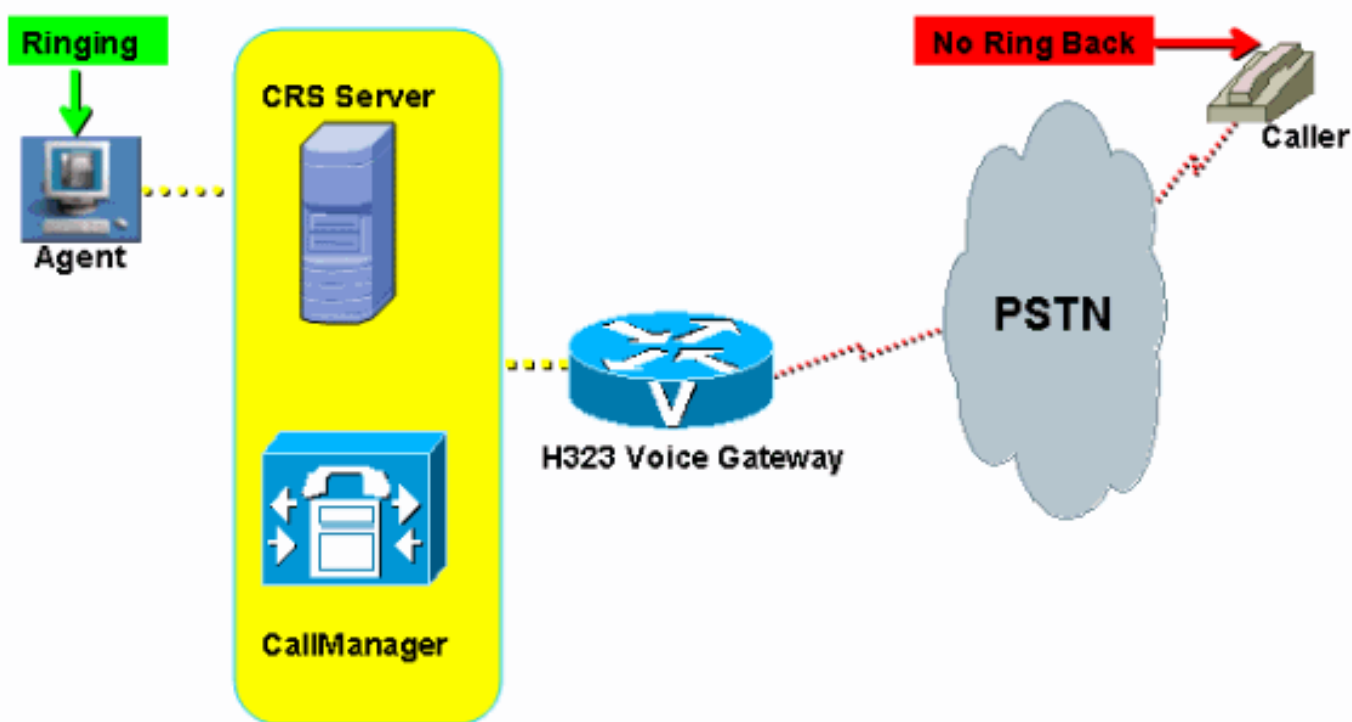 Ringing
No Ring Back
CRS Server
Caller
Agent
PSTN
V
H323 Voice Gateway
CallManager